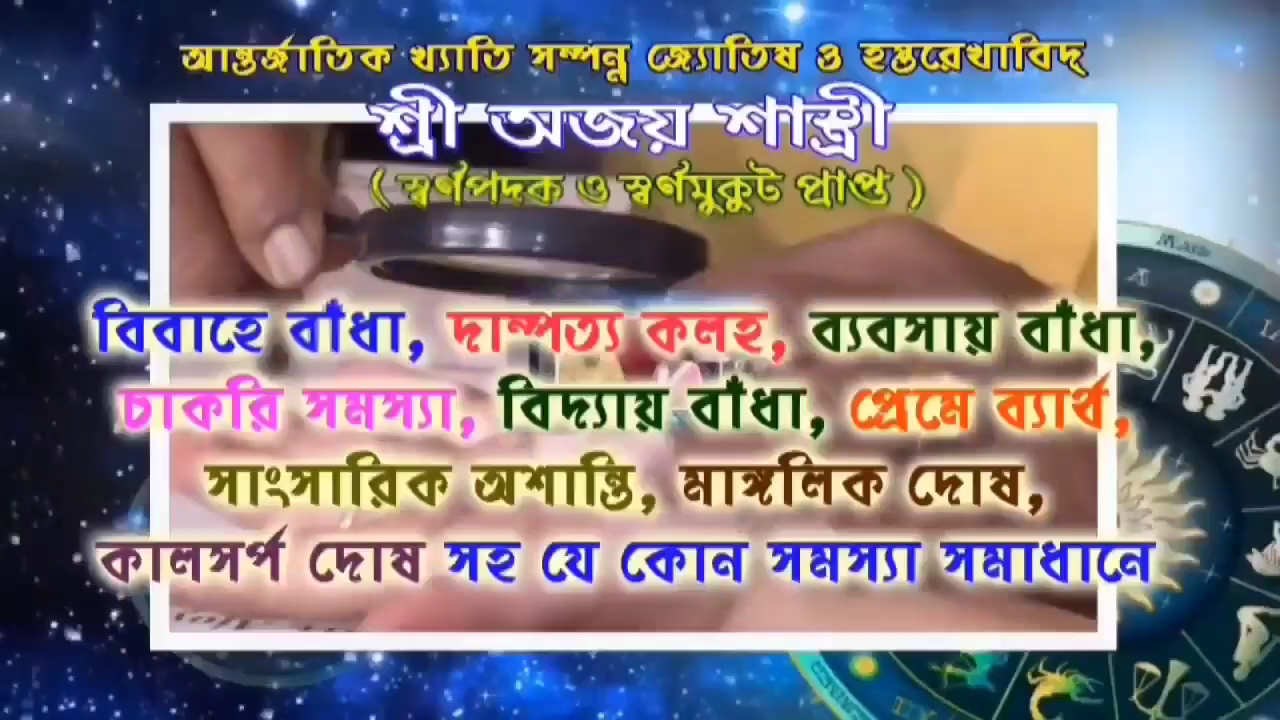 আন্তর্জাতিক খ্যাতি সম্পন্ন জ্যোতিষ ও হস্তরেখাবিদ্
শ্রী অজয় শাস্ত্রী
( স্বর্ণপদক ও স্বর্ণমুকুট প্রাপ্ত )
বিবাহে বাঁধা, দাম্পত্য কলহ, ব্যবসায় বাঁধা,
চাকরি সমস্যা, বিদ্যায় বাঁধা, প্রেমে ব্যার্থ,
সাংসারিক অশান্তি, মাঙ্গলিক দোষ,
কালসর্প দোষ সহ যে কোন সমস্যা সমাধানে